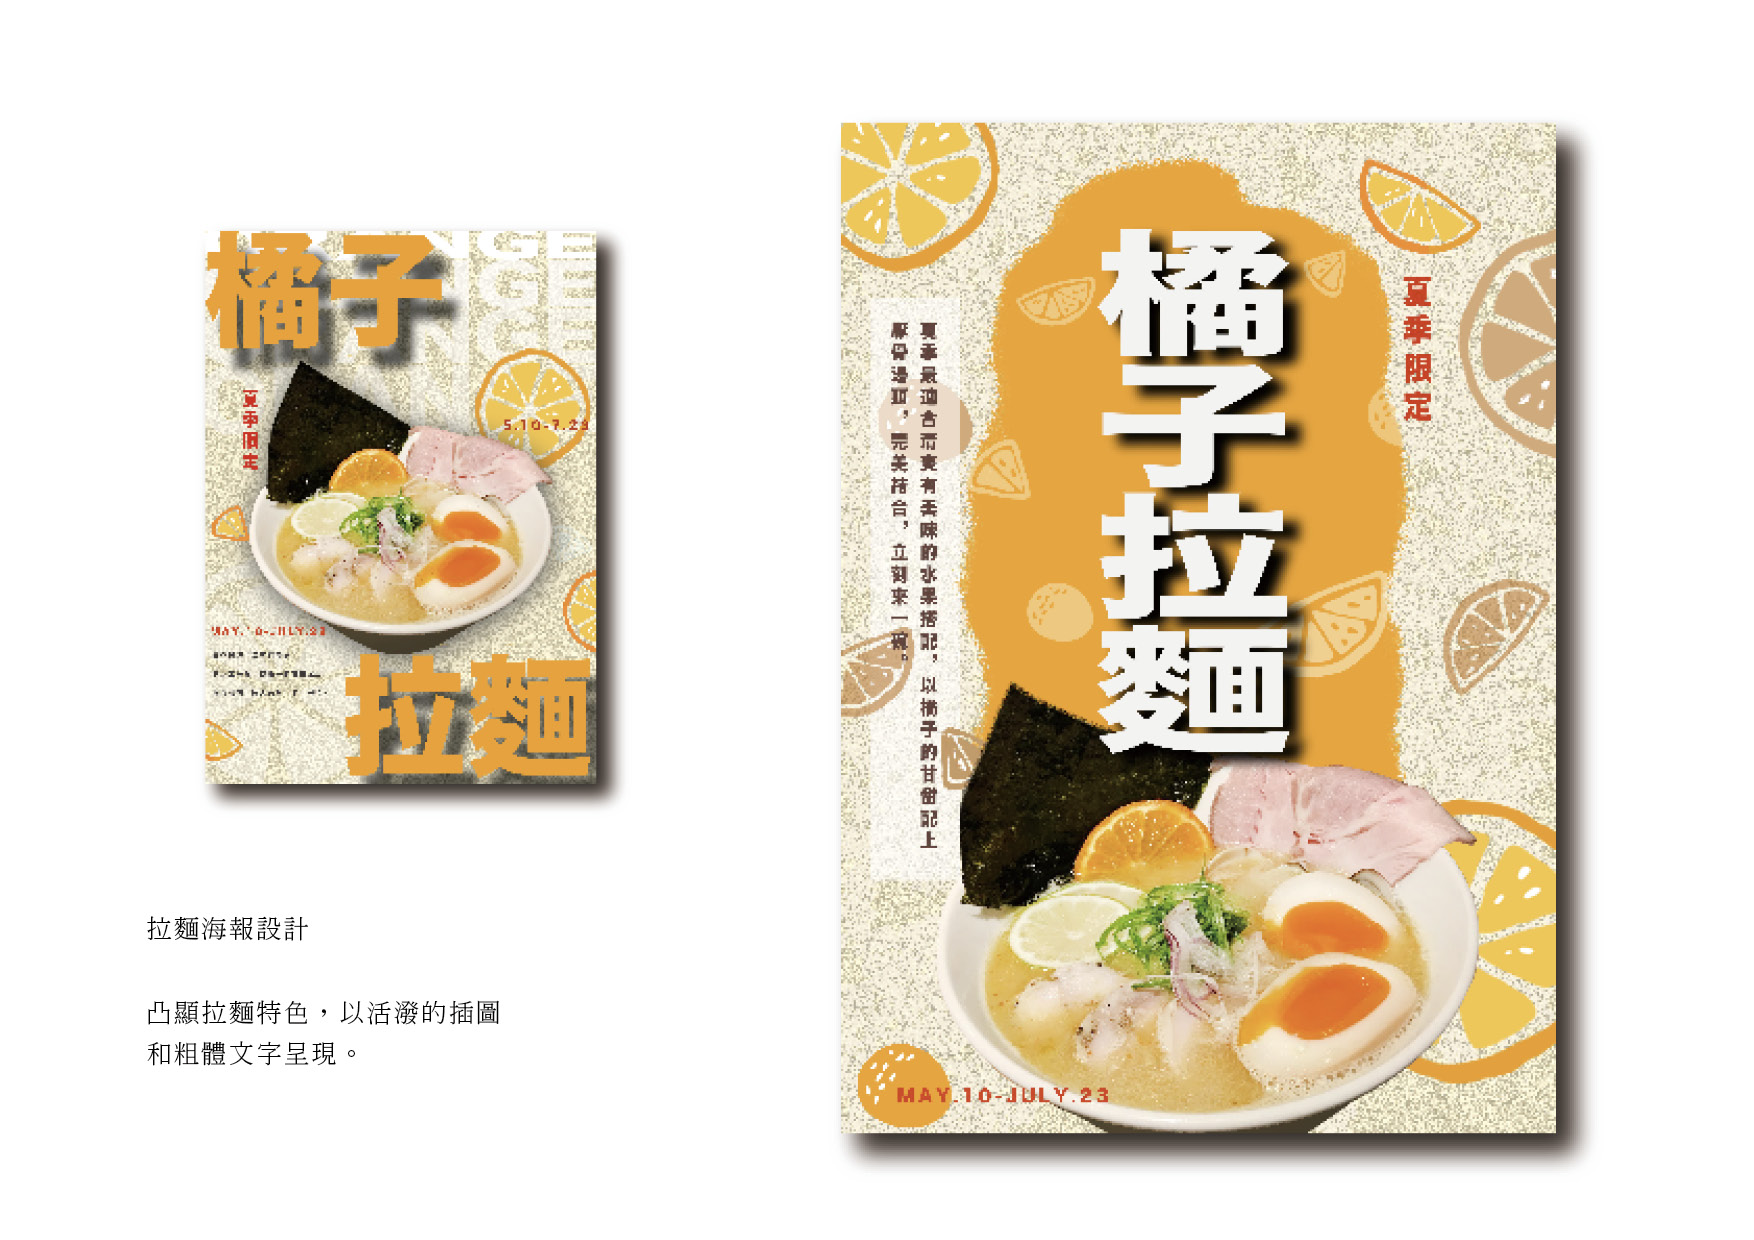 橘子
夏季限定
5.10-7.23
MAY.10-JULY.23
拉麵
拉麵海報設計
凸顯拉麵特色，以活潑的插圖
和粗體文字呈現。
橘子拉麵
夏季限定
夏季最適合清爽有美味的水果搭配，以橘子的甘甜配上
豚骨湯頭，完美結合，立刻來一碗。
MAY.10-JULY.23